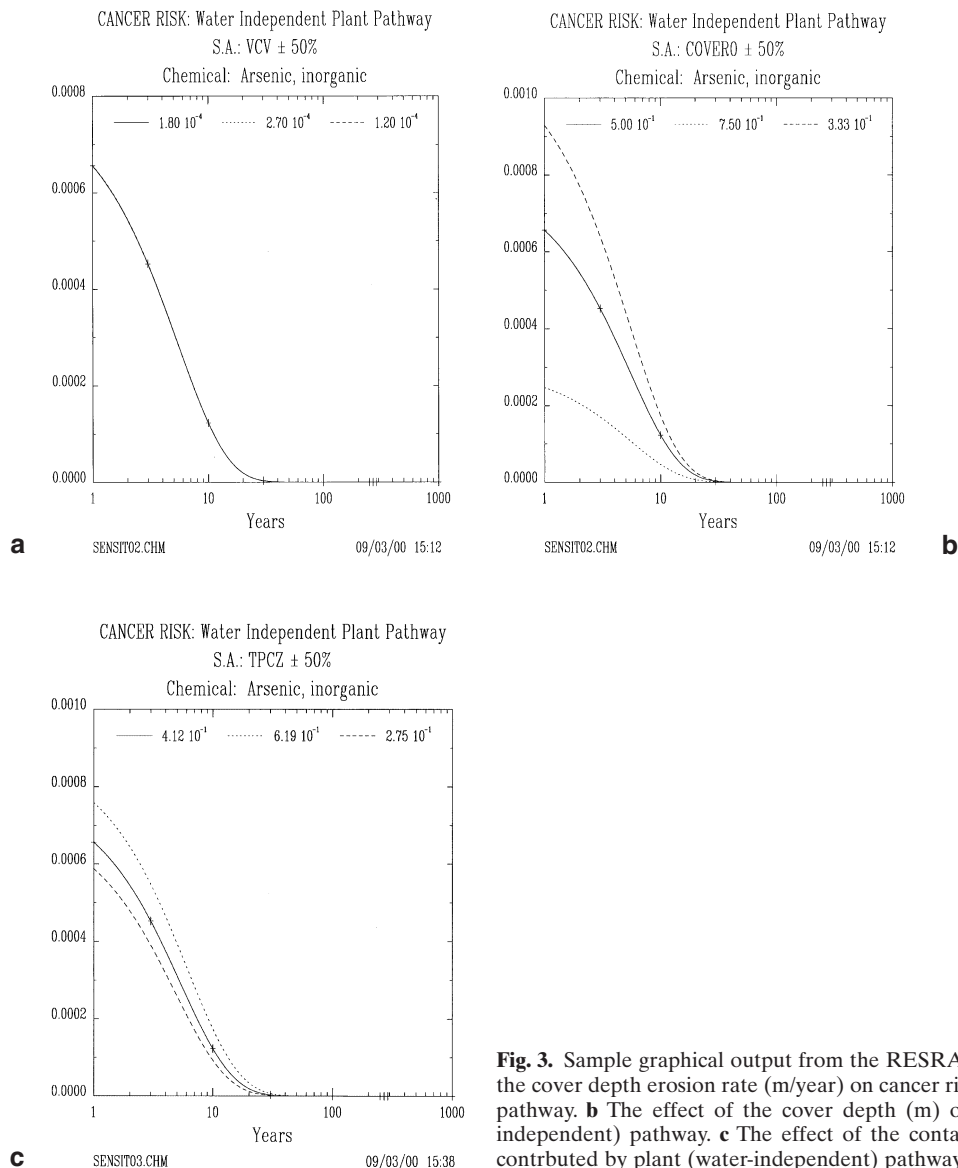 CANCER RISK: Water Independent Plant Pathway
S.A.: VCV ± 50%
Chemical: Arsenic, inorganic
0.0008
1.80 10⁻⁴ 2.70 10⁻⁴ 1.20 10⁻⁴
0.0006
0.0004
0.0002
0.0000
1 10 100 1000
Years
a SENSIT02.CHM 09/03/00 15:12
CANCER RISK: Water Independent Plant Pathway
S.A.: COVER0 ± 50%
Chemical: Arsenic, inorganic
0.0010
5.00 10⁻¹ 7.50 10⁻¹ 3.33 10⁻¹
0.0008
0.0006
0.0004
0.0002
0.0000
1 10 100 1000
Years
SENSIT02.CHM 09/03/00 15:12 b
CANCER RISK: Water Independent Plant Pathway
S.A.: TPCZ ± 50%
Chemical: Arsenic, inorganic
0.0010
4.12 10⁻¹ 6.19 10⁻¹ 2.75 10⁻¹
0.0008
0.0006
0.0004
0.0002
0.0000
1 10 100 1000
Years
c SENSIT03.CHM 09/03/00 15:38
Fig. 3. Sample graphical output from the RESRA
the cover depth erosion rate (m/year) on cancer ri
pathway. b The effect of the cover depth (m) o
independent) pathway. c The effect of the conta
contrbuted by plant (water-independent) pathway